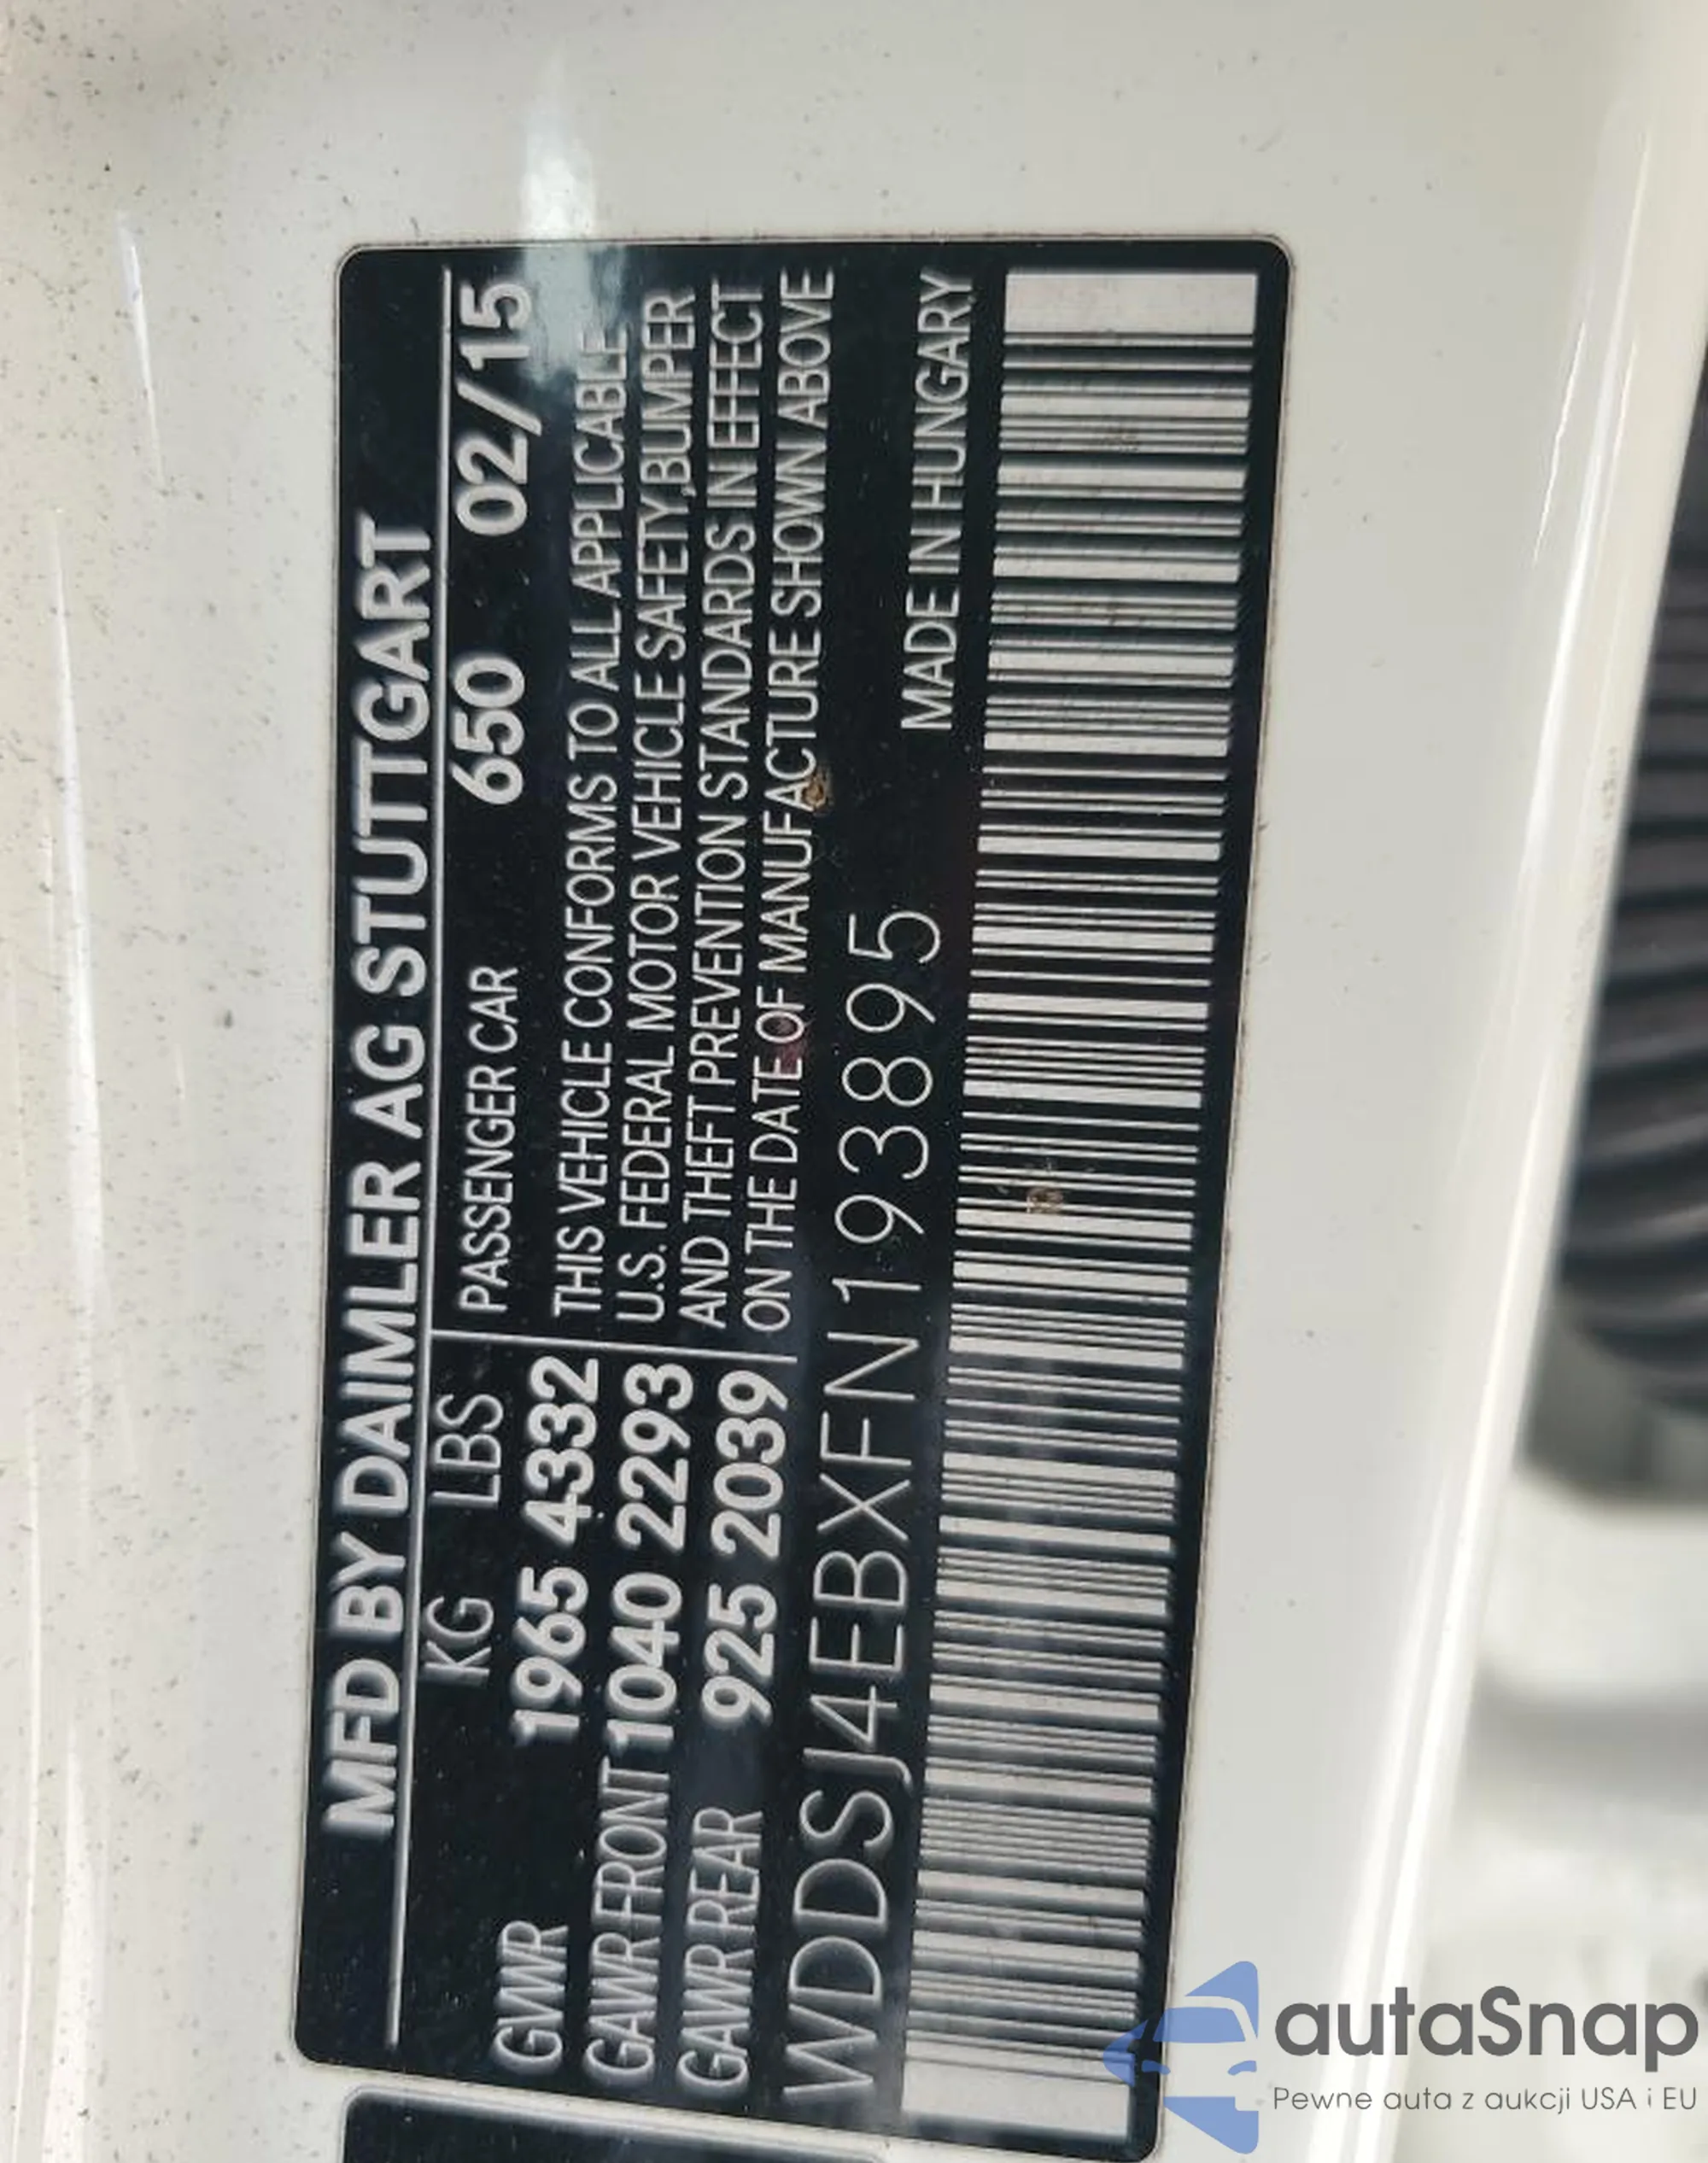 MFD BY DAIMLER AG STUTTGART
KG LBS PASSENGER CAR 650 02/15
GVWR 1965 4332
GAWR FRONT 1040 2293
GAWR REAR 925 2039
THIS VEHICLE CONFORMS TO ALL APPLICABLE
U.S. FEDERAL MOTOR VEHICLE SAFETY,BUMPER
AND THEFT PREVENTION STANDARDS IN EFFECT
ON THE DATE OF MANUFACTURE SHOWN ABOVE
WDDSJ4EBXFN193895 MADE IN HUNGARY
autaSnap
Pewne auta z aukcji USA i EU